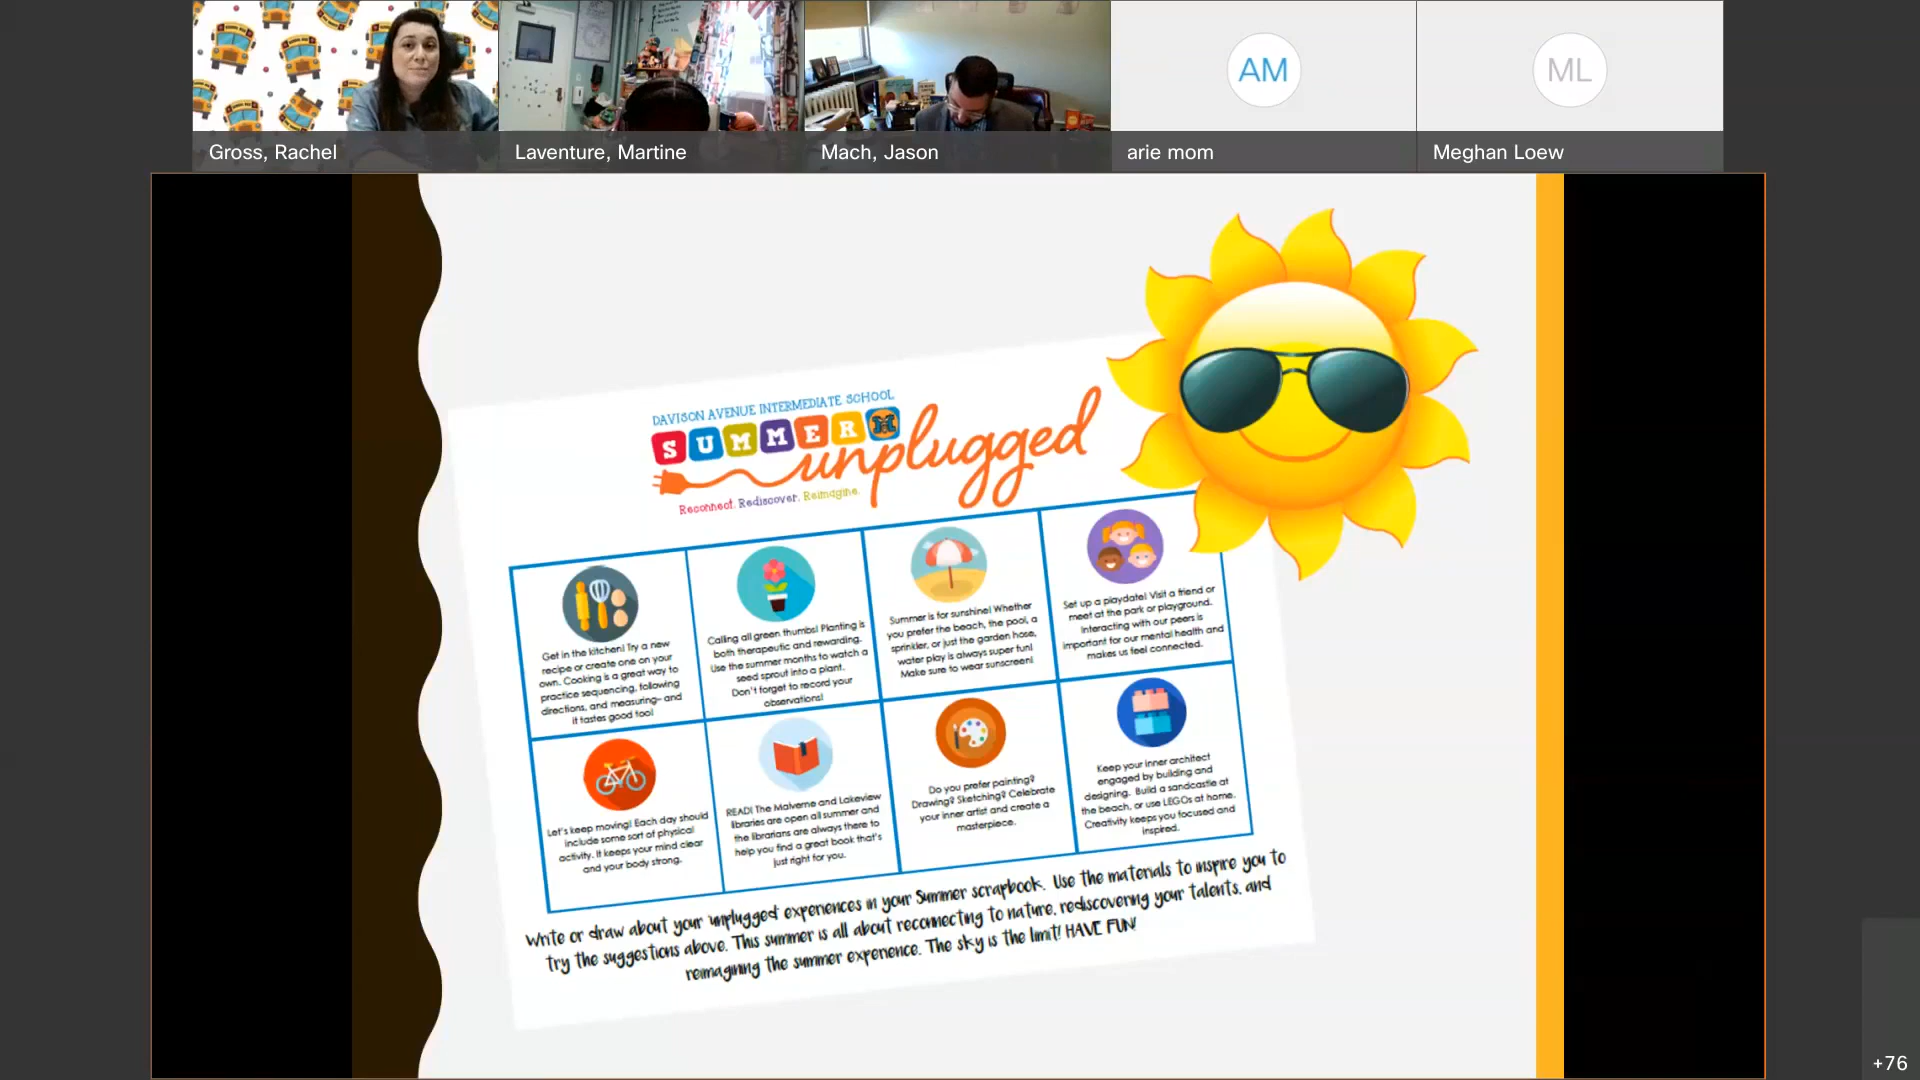 Gross, Rachel
Laventure, Martine
Mach, Jason
AM
arie mom
ML
Meghan Loew
DAVISON AVENUE INTERMEDIATE SCHOOL
SUMMER M
unplugged
Reconnect. Rediscover. Reimagine.
Get in the kitchen! Try a new
recipe or create one on your
own. Cooking is a great way to
practice sequencing, following
directions, and measuring- and
it tastes good too!
Calling all green thumbs! Planting is
both therapeutic and rewarding.
Use the summer months to watch a
seed sprout into a plant.
Don't forget to record your
observations!
Summer is for sunshine! Whether
you prefer the beach, the pool, a
sprinkler, or just the garden hose,
water play is always super fun!
Make sure to wear sunscreen!
Set up a playdate! Visit a friend or
meet at the park or playground.
Interacting with our peers is
important for our mental health and
makes us feel connected.
Let's keep moving! Each day should
include some sort of physical
activity. It keeps your mind clear
and your body strong.
READ! The Malverne and Lakeview
libraries are open all summer and
the librarians are always there to
help you find a great book that's
just right for you.
Do you prefer painting?
Drawing? Sketching? Celebrate
your inner artist and create a
masterpiece.
Keep your inner architect
engaged by building and
designing. Build a sandcastle at
the beach, or use LEGOs at home.
Creativity keeps you focused and
inspired.
Write or draw about your 'unplugged' experiences in your Summer scrapbook. Use the materials to inspire you to
try the suggestions above. This summer is all about reconnecting to nature, rediscovering your talents, and
reimagining the summer experience. The sky is the limit! HAVE FUN!
+76